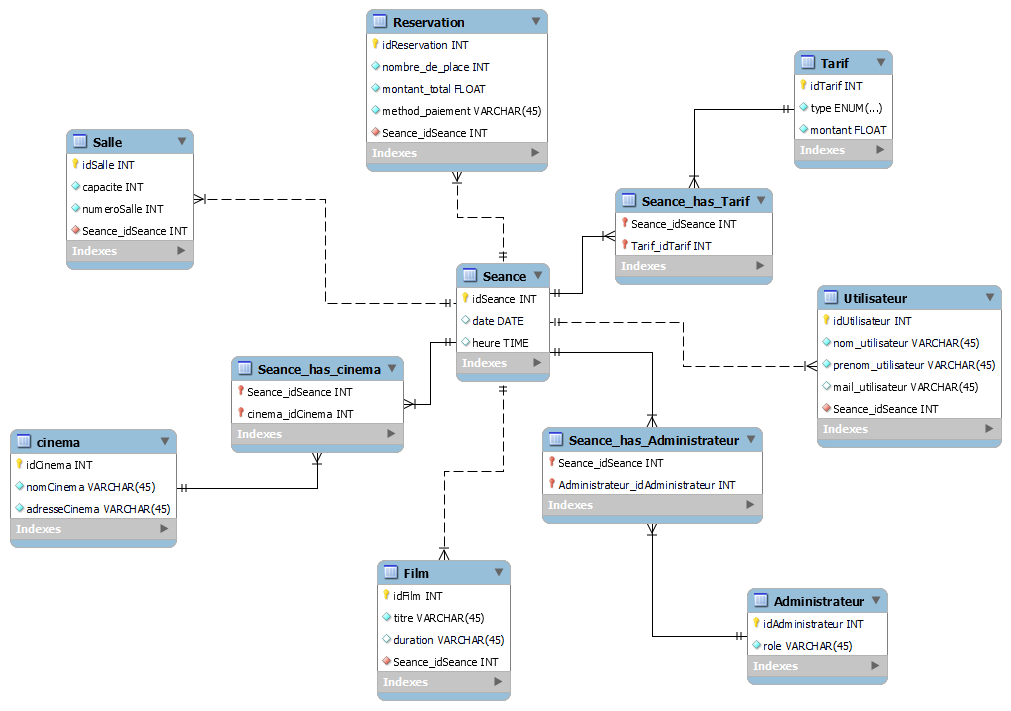 Reservation
idReservation INT
nombre_de_place INT
montant_total FLOAT
method_paiement VARCHAR(45)
Seance_idSeance INT
Indexes
Tarif
idTarif INT
type ENUM(...)
montant FLOAT
Indexes
Salle
idSalle INT
capacite INT
numeroSalle INT
Seance_idSeance INT
Indexes
Seance_has_Tarif
Seance_idSeance INT
Tarif_idTarif INT
Indexes
Seance
idSeance INT
date DATE
heure TIME
Indexes
Utilisateur
idUtilisateur INT
nom_utilisateur VARCHAR(45)
prenom_utilisateur VARCHAR(45)
mail_utilisateur VARCHAR(45)
Seance_idSeance INT
Indexes
Seance_has_cinema
Seance_idSeance INT
cinema_idCinema INT
Indexes
cinema
idCinema INT
nomCinema VARCHAR(45)
adresseCinema VARCHAR(45)
Indexes
Seance_has_Administrateur
Seance_idSeance INT
Administrateur_idAdministrateur INT
Indexes
Film
idFilm INT
titre VARCHAR(45)
duration VARCHAR(45)
Seance_idSeance INT
Indexes
Administrateur
idAdministrateur INT
role VARCHAR(45)
Indexes